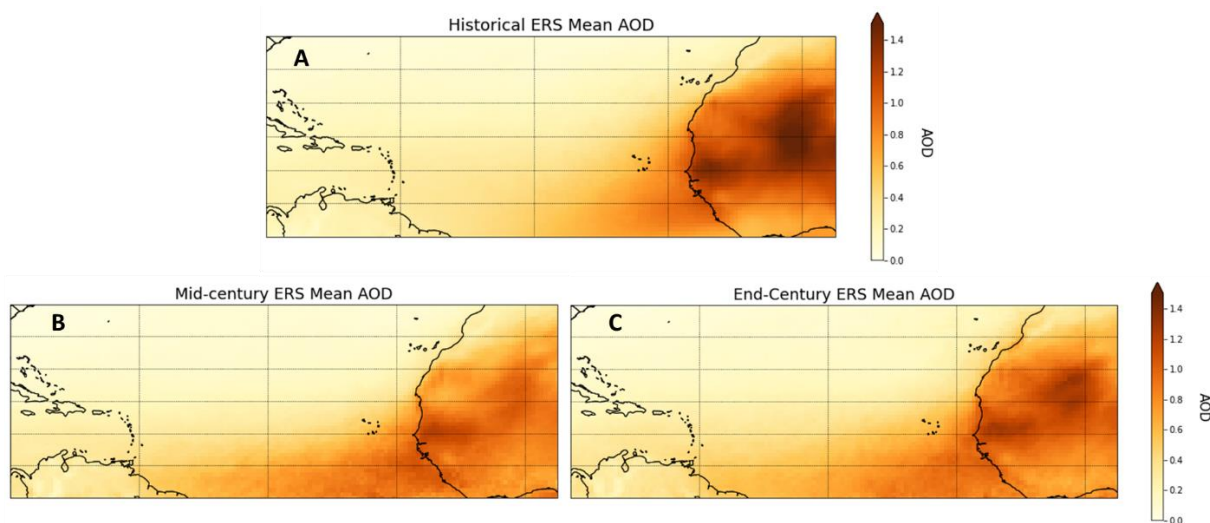 Historical ERS Mean AOD
A
1.4
1.2
1.0
0.8
0.6
0.4
0.2
0.0
AOD
Mid-century ERS Mean AOD
B
End-Century ERS Mean AOD
C
1.4
1.2
1.0
0.8
0.6
0.4
0.2
0.0
AOD